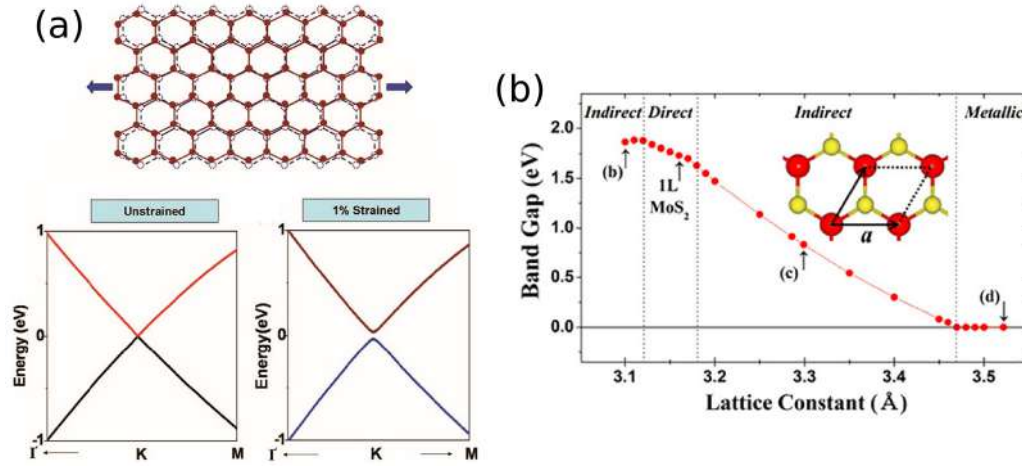 (a)
Unstrained
1% Strained
1
0
-1
Energy (eV)
Γ
K
M
1
0
-1
Energy(eV)
Γ
K
M
(b)
Indirect
Direct
Indirect
Metallic
2.0
1.5
1.0
0.5
0.0
Band Gap (eV)
(b)
1L
MoS₂
(c)
(d)
a
3.1
3.2
3.3
3.4
3.5
Lattice Constant (Å)